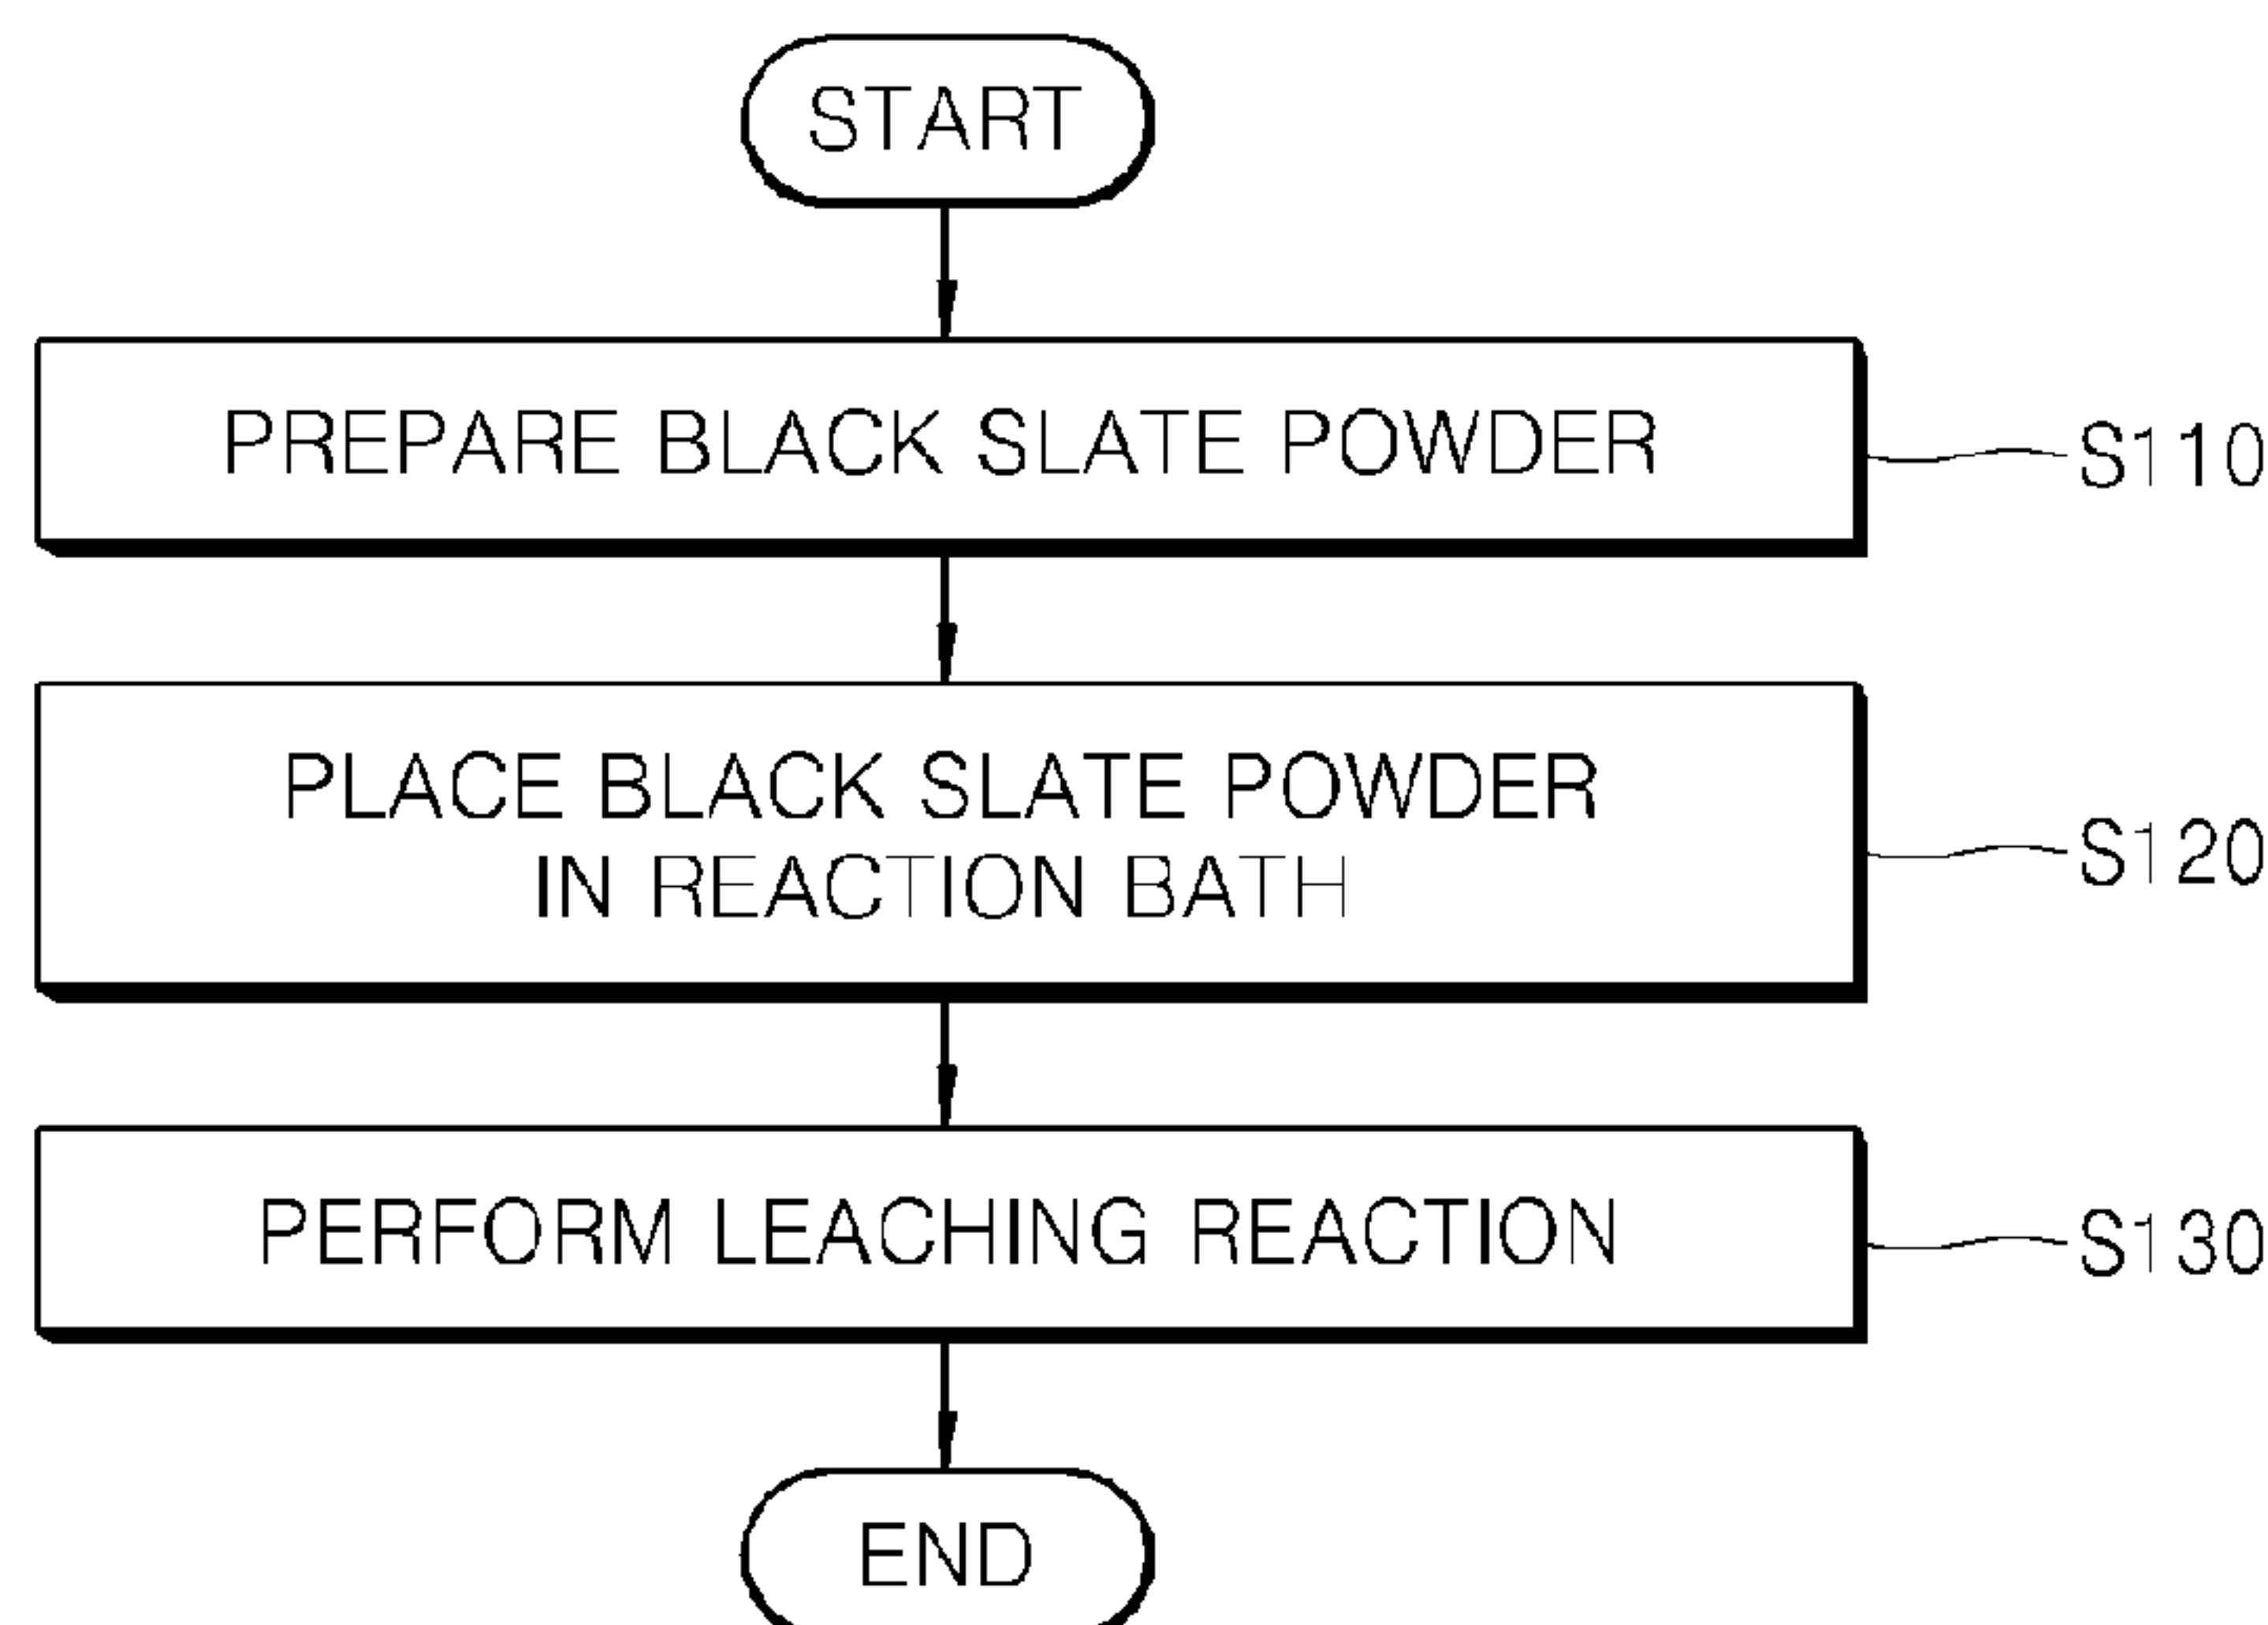 START
PREPARE BLACK SLATE POWDER
S110
PLACE BLACK SLATE POWDER
IN REACTION BATH
S120
PERFORM LEACHING REACTION
S130
END